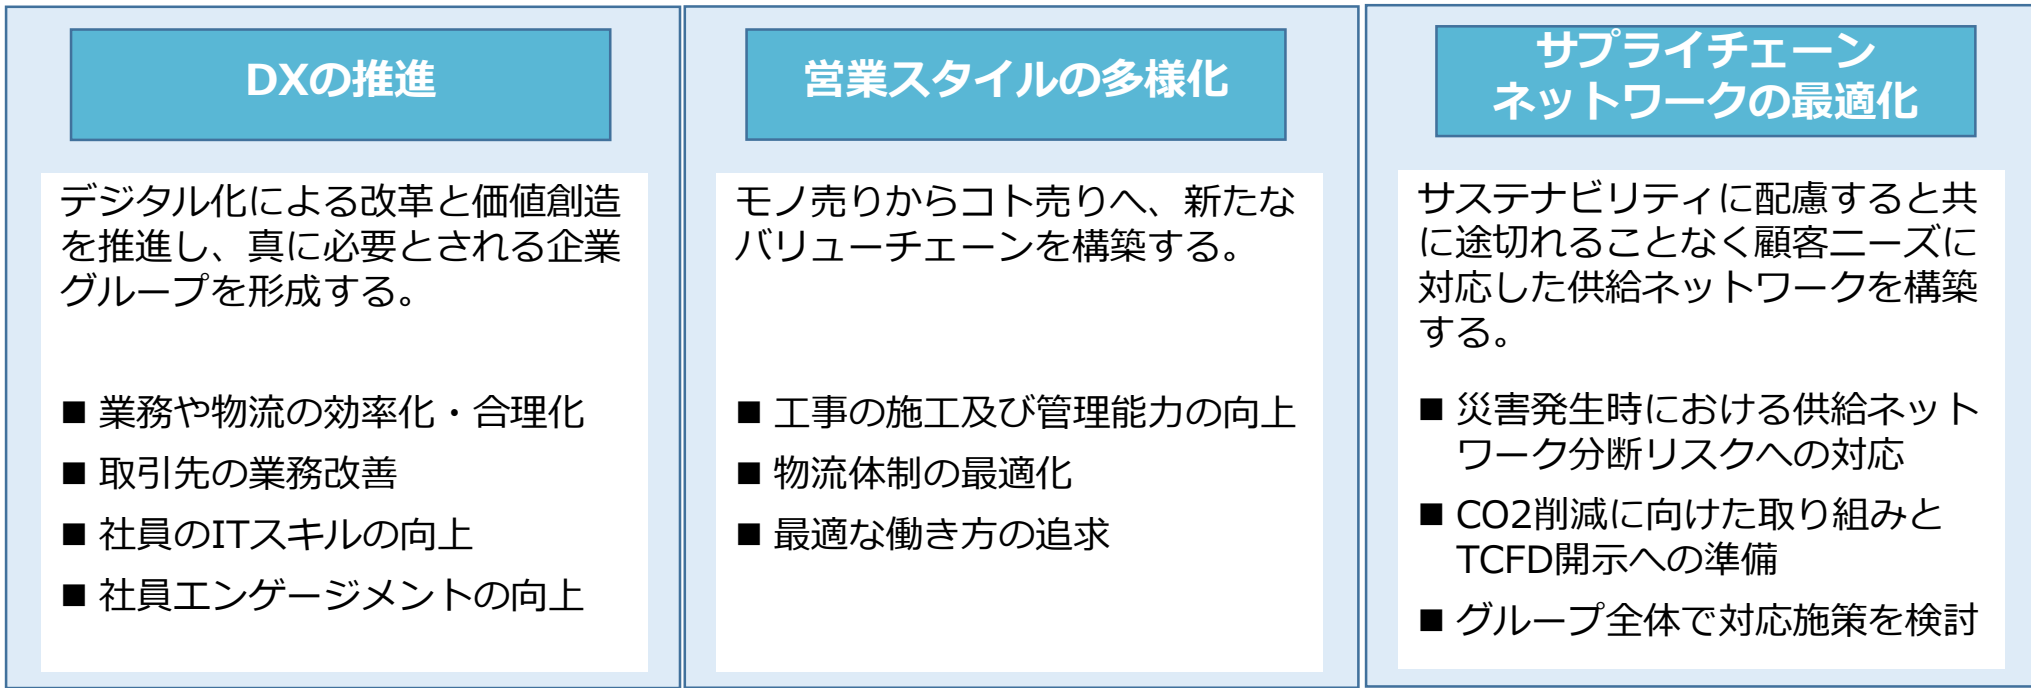 DXの推進
デジタル化による改革と価値創造
を推進し、真に必要とされる企業
グループを形成する。
■ 業務や物流の効率化・合理化
■ 取引先の業務改善
■ 社員のITスキルの向上
■ 社員エンゲージメントの向上
営業スタイルの多様化
モノ売りからコト売りへ、新たな
バリューチェーンを構築する。
■ 工事の施工及び管理能力の向上
■ 物流体制の最適化
■ 最適な働き方の追求
サプライチェーン
ネットワークの最適化
サステナビリティに配慮すると共
に途切れることなく顧客ニーズに
対応した供給ネットワークを構築
する。
■ 災害発生時における供給ネット
ワーク分断リスクへの対応
■ CO2削減に向けた取り組みと
TCFD開示への準備
■ グループ全体で対応施策を検討